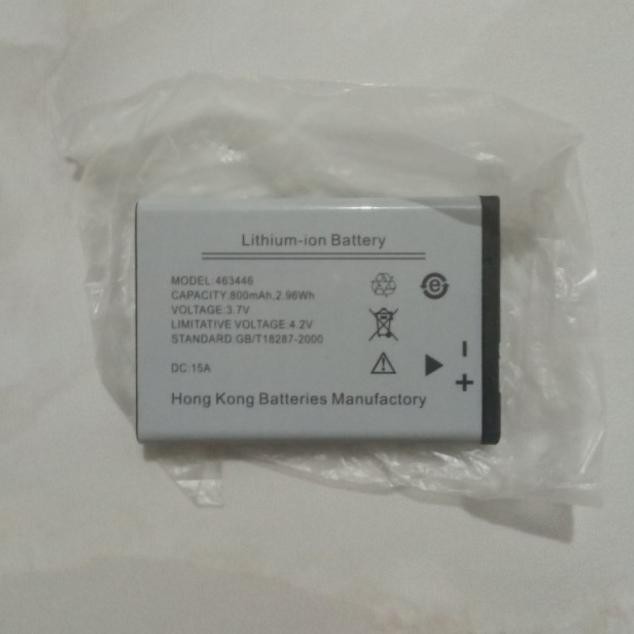 Lithium-ion Battery
MODEL:463446
CAPACITY:800mAh,2.96Wh
VOLTAGE:3.7V
LIMITATIVE VOLTAGE:4.2V
STANDARD:GB/T18287-2000
DC:15A
Hong Kong Batteries Manufactory
e
-
+